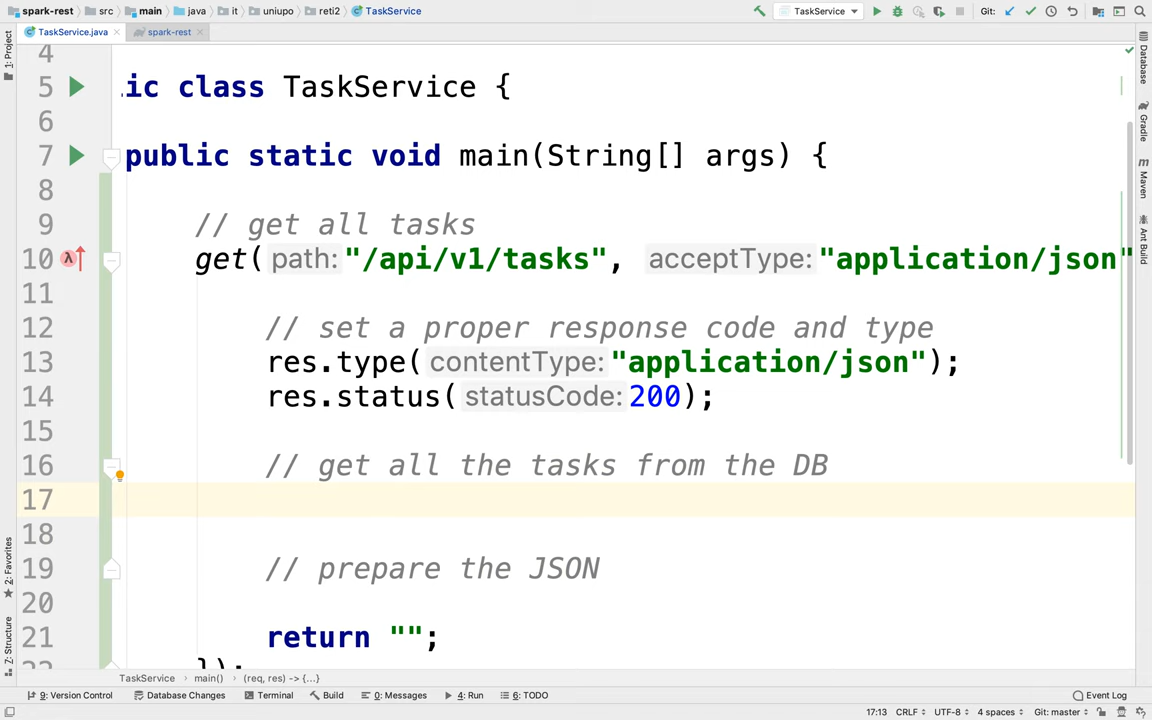 spark-rest src main java it uniupo reti2 TaskService TaskService Git:
TaskService.java spark-rest
1: Project
2: Favorites
Z: Structure
4
5 ic class TaskService {
6
7 public static void main(String[] args) {
8
9 // get all tasks
10 get( path: "/api/v1/tasks", acceptType: "application/json"
11
12 // set a proper response code and type
13 res.type( contentType: "application/json");
14 res.status( statusCode: 200);
15
16 // get all the tasks from the DB
17
18
19 // prepare the JSON
20
21 return "";
22 });
Database
Gradle
Maven
Ant Build
TaskService main() (req, res) -> {...}
9: Version Control Database Changes Terminal Build 0: Messages 4: Run 6: TODO Event Log
17:13 CRLF UTF-8 4 spaces Git: master